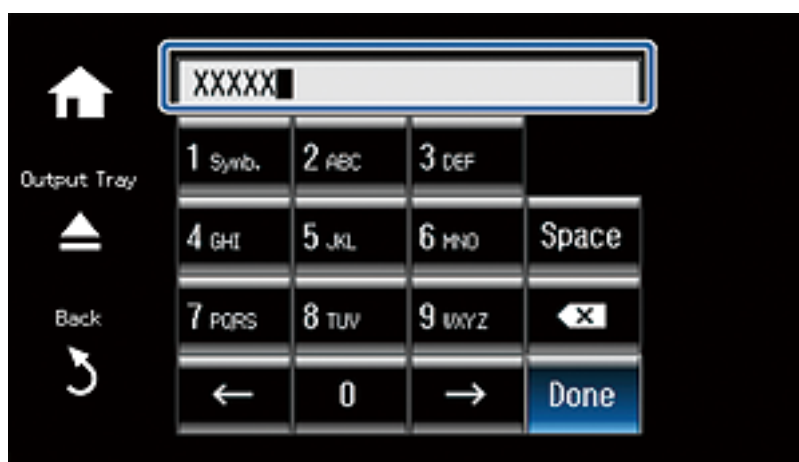 XXXXX
1 Symb. 2 ABC 3 DEF
Output Tray
4 GHI 5 JKL 6 MNO Space
Back
7 PQRS 8 TUV 9 WXYZ
← 0 → Done